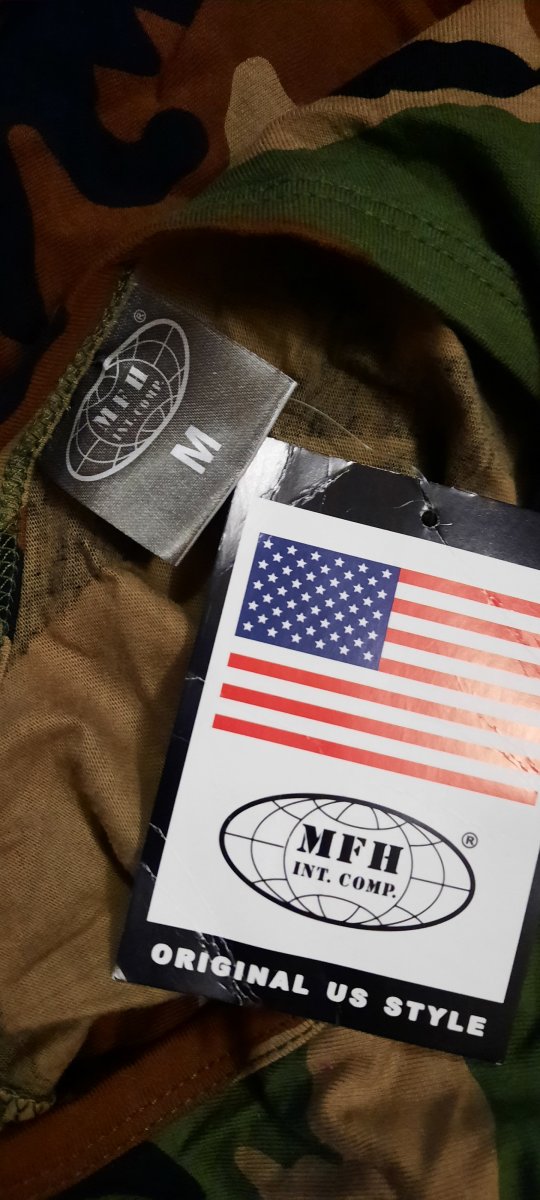 ®
MFH
INT. COMP.
M
MFH ®
INT. COMP.
ORIGINAL US STYLE